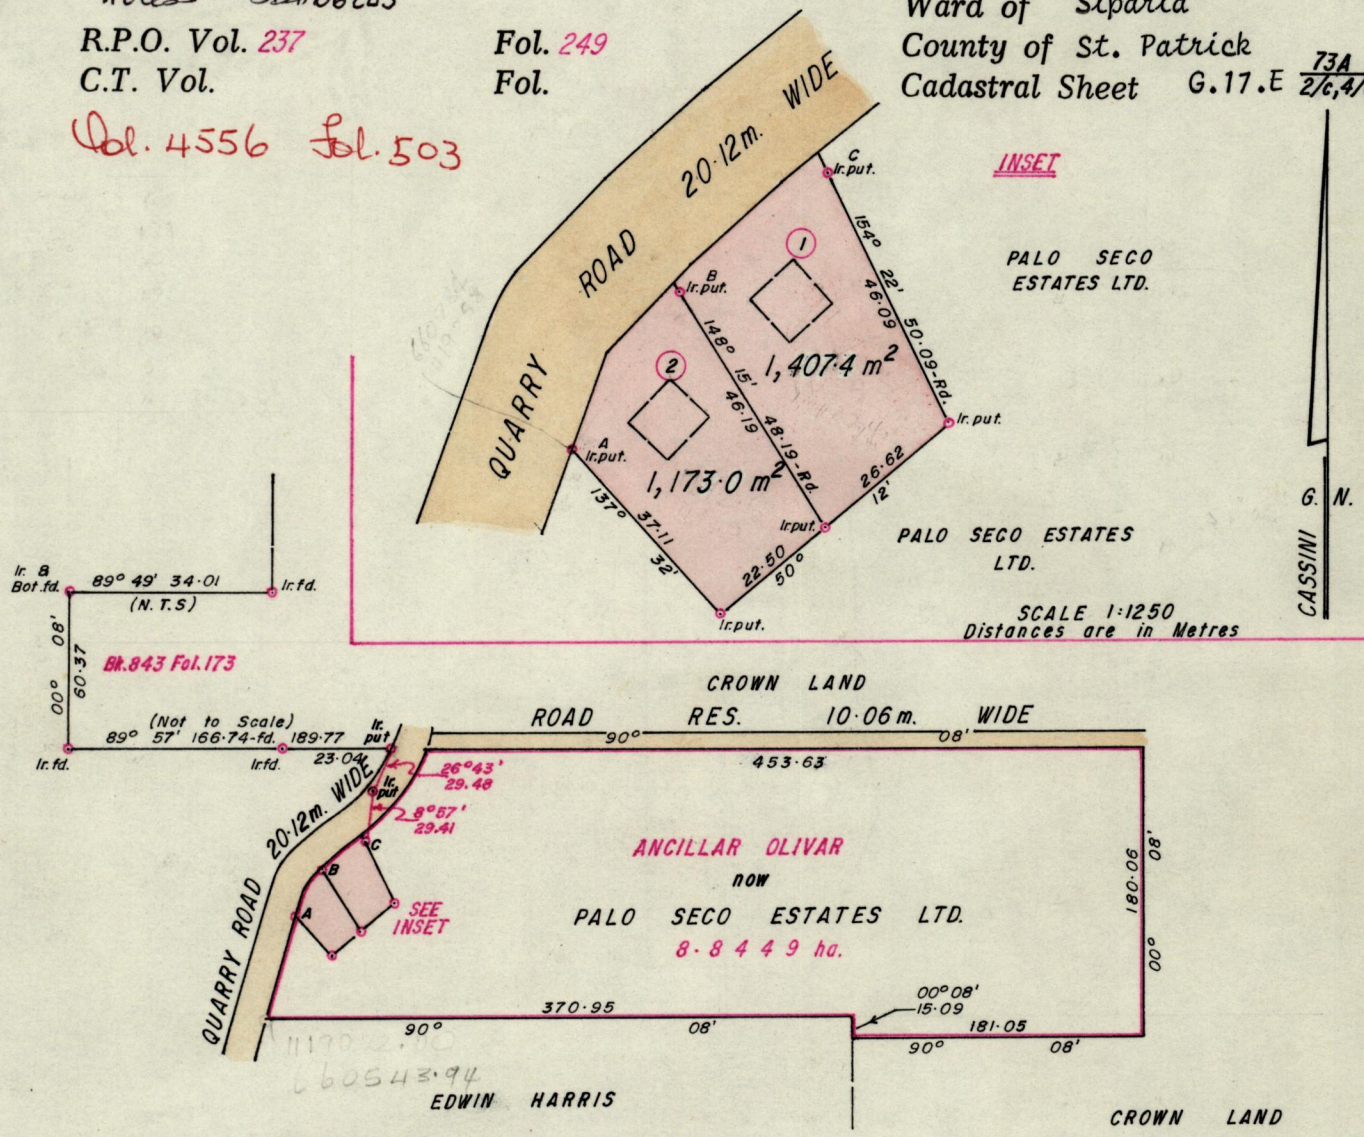 R.P.O. Vol. 237 Fol. 249
C.T. Vol. Fol.
Vol. 4556 Fol. 503
Ward of Siparia
County of St. Patrick
Cadastral Sheet G.17.E 73A
2/c,4/
INSET
QUARRY ROAD 20·12m. WIDE
C
Ir.put.
154° 22'
46·09
50·09-Rd.
PALO SECO
ESTATES LTD.
1
B
Ir.put.
1,407·4 m²
148° 15'
46·19
48·19-Rd.
2
A
Ir.put.
1,173·0 m²
137° 32'
37·11
Ir.put.
26·62
12'
Ir.put.
22·50
50°
Ir.put.
PALO SECO ESTATES
LTD.
G. N.
CASSINI
SCALE 1:1250
Distances are in Metres
Ir. &
Bot.fd.
89° 49' 34·01
(N.T.S)
Ir.fd.
00° 08'
60·37
Bk.843 Fol.173
(Not to Scale)
89° 57' 166.74-fd. 189.77
Ir.
put
Ir.fd.
Ir.fd.
23·04
CROWN LAND
ROAD RES. 10·06m. WIDE
90° 08'
453·63
26°43'
29.48
Ir.
put
8°57'
29.41
QUARRY ROAD 20·12m. WIDE
C
B
A
SEE
INSET
ANCILLAR OLIVAR
now
PALO SECO ESTATES LTD.
8·8449 ha.
180·06
00° 08'
00°08'
15·09
370·95
90° 08'
181·05
90° 08'
660543·94
EDWIN HARRIS
CROWN LAND